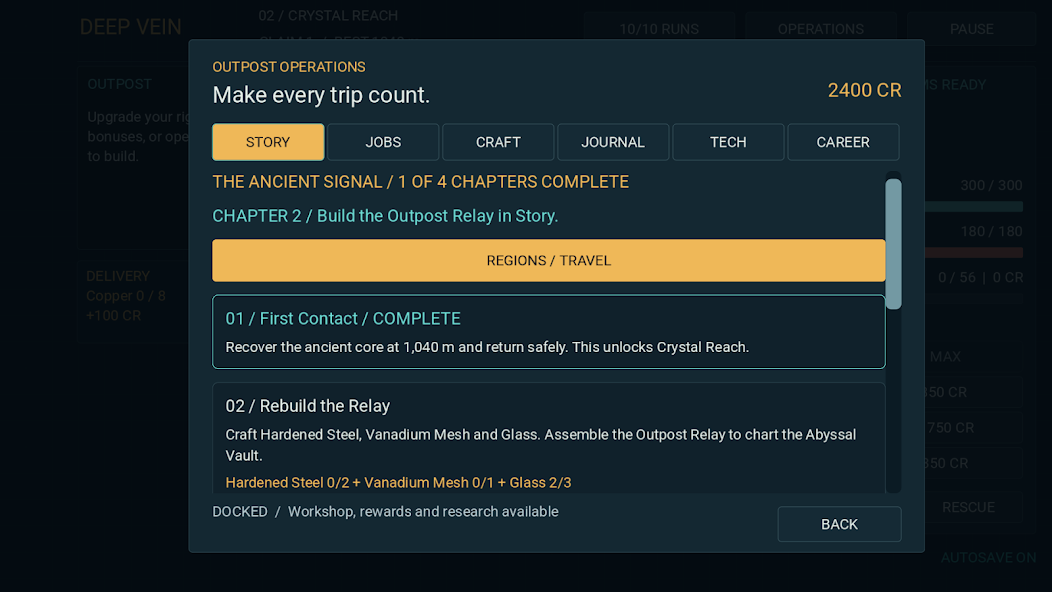 DEEP VEIN
02 / CRYSTAL REACH
10/10 RUNS
OPERATIONS
PAUSE
OUTPOST
Upgrade your
bonuses, or
to build.
DELIVERY
Copper 0 / 8
+100 CR
OUTPOST OPERATIONS
Make every trip count.
2400 CR
STORY
JOBS
CRAFT
JOURNAL
TECH
CAREER
THE ANCIENT SIGNAL / 1 OF 4 CHAPTERS COMPLETE
CHAPTER 2 / Build the Outpost Relay in Story.
REGIONS / TRAVEL
01 / First Contact / COMPLETE
Recover the ancient core at 1,040 m and return safely. This unlocks Crystal Reach.
02 / Rebuild the Relay
Craft Hardened Steel, Vanadium Mesh and Glass. Assemble the Outpost Relay to chart the Abyssal
Vault.
Hardened Steel 0/2 + Vanadium Mesh 0/1 + Glass 2/3
DOCKED / Workshop, rewards and research available
BACK
READY
300 / 300
180 / 180
0 / 56 | 0 CR
MAX
350 CR
750 CR
350 CR
RESCUE
AUTOSAVE ON